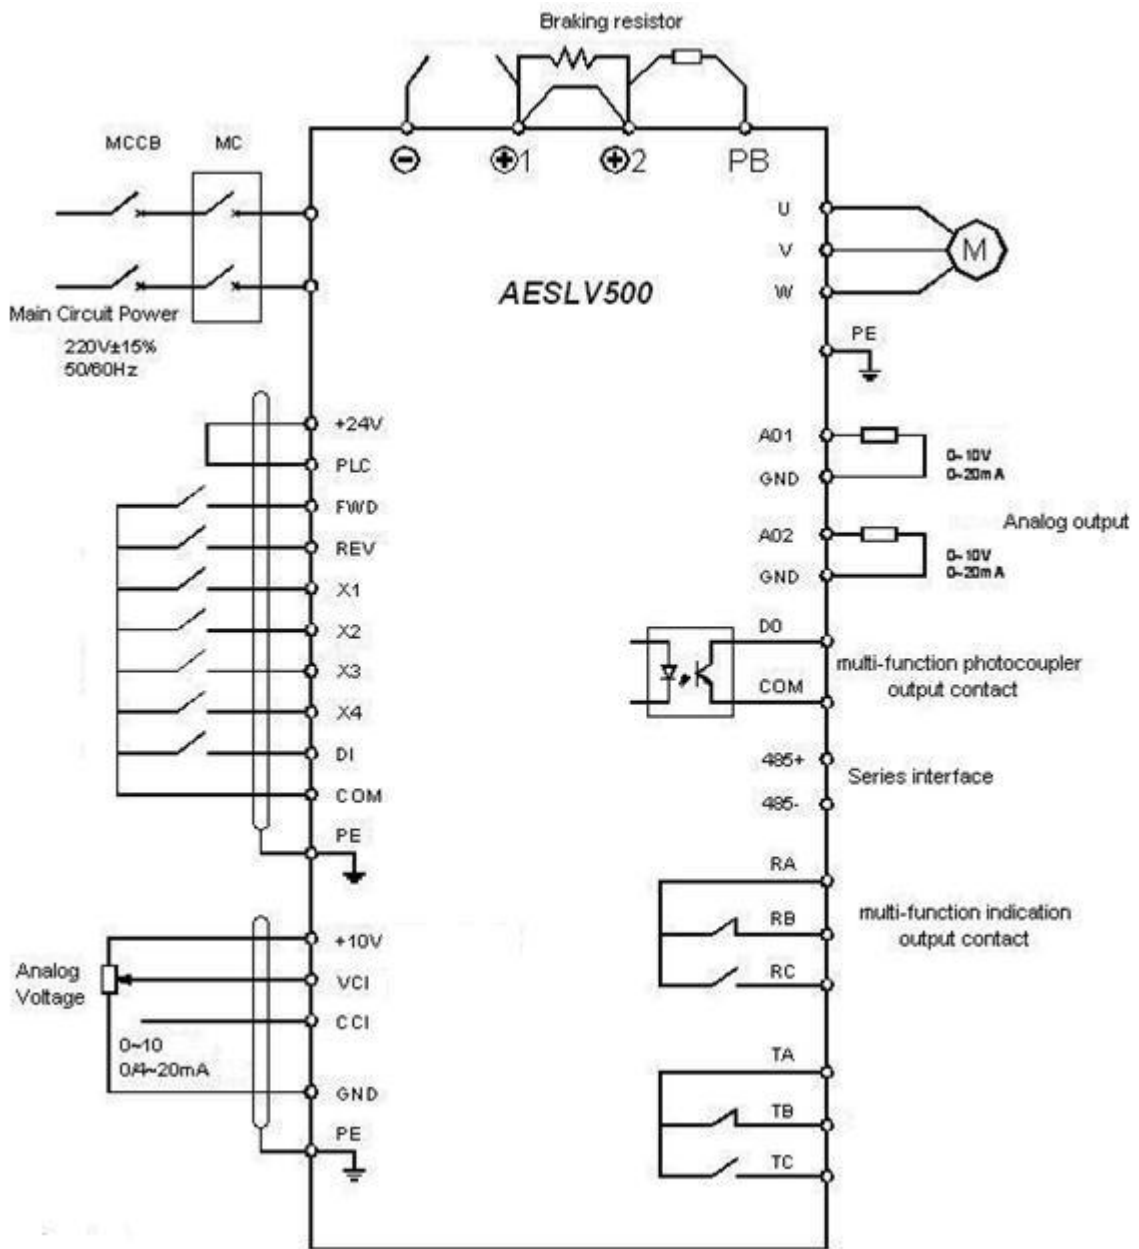 Braking resistor
MCCB
MC
⊖
⊕1
⊕2
PB
U
V
W
M
AESLV500
Main Circuit Power
220V±15%
50/60Hz
PE
+24V
PLC
FWD
REV
X1
X2
X3
X4
DI
COM
PE
A01
GND
0~10V
0~20mA
Analog output
A02
GND
0~10V
0~20mA
D0
COM
multi-function photocoupler
output contact
485+
485-
Series interface
RA
RB
RC
multi-function indication
output contact
+10V
VCI
CCI
GND
PE
Analog
Voltage
0~10
0/4~20mA
TA
TB
TC